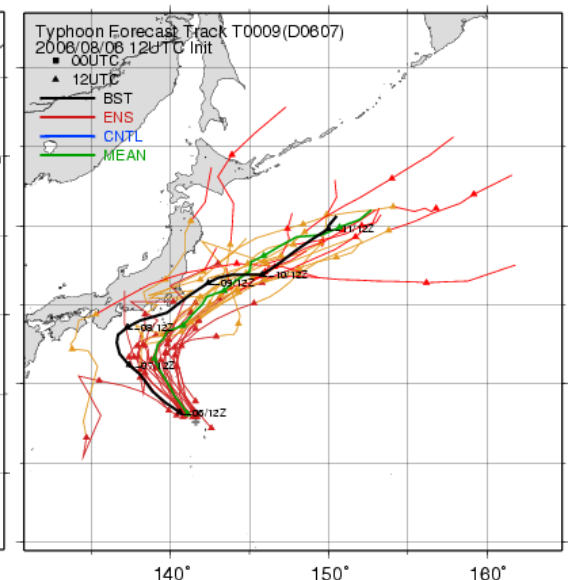 Typhoon Forecast Track T0009(D0607)
2006/08/06 12UTC Init
00UTC
12UTC
BST
ENS
CNTL
MEAN
11/12Z
10/12Z
09/12Z
08/12Z
07/12Z
06/12Z
140° 150° 160°